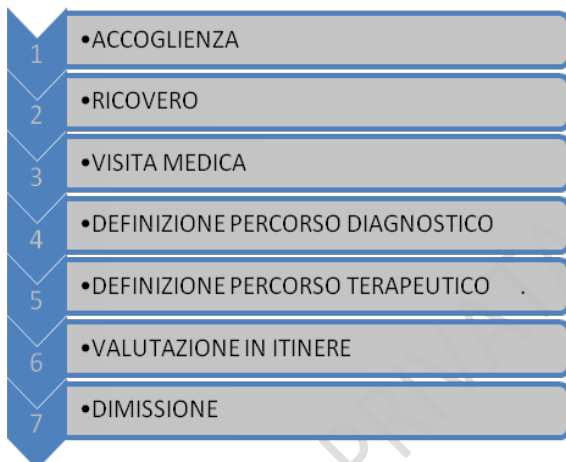 1 •ACCOGLIENZA
2 •RICOVERO
3 •VISITA MEDICA
4 •DEFINIZIONE PERCORSO DIAGNOSTICO
5 •DEFINIZIONE PERCORSO TERAPEUTICO .
6 •VALUTAZIONE IN ITINERE
7 •DIMISSIONE
PRIVATA